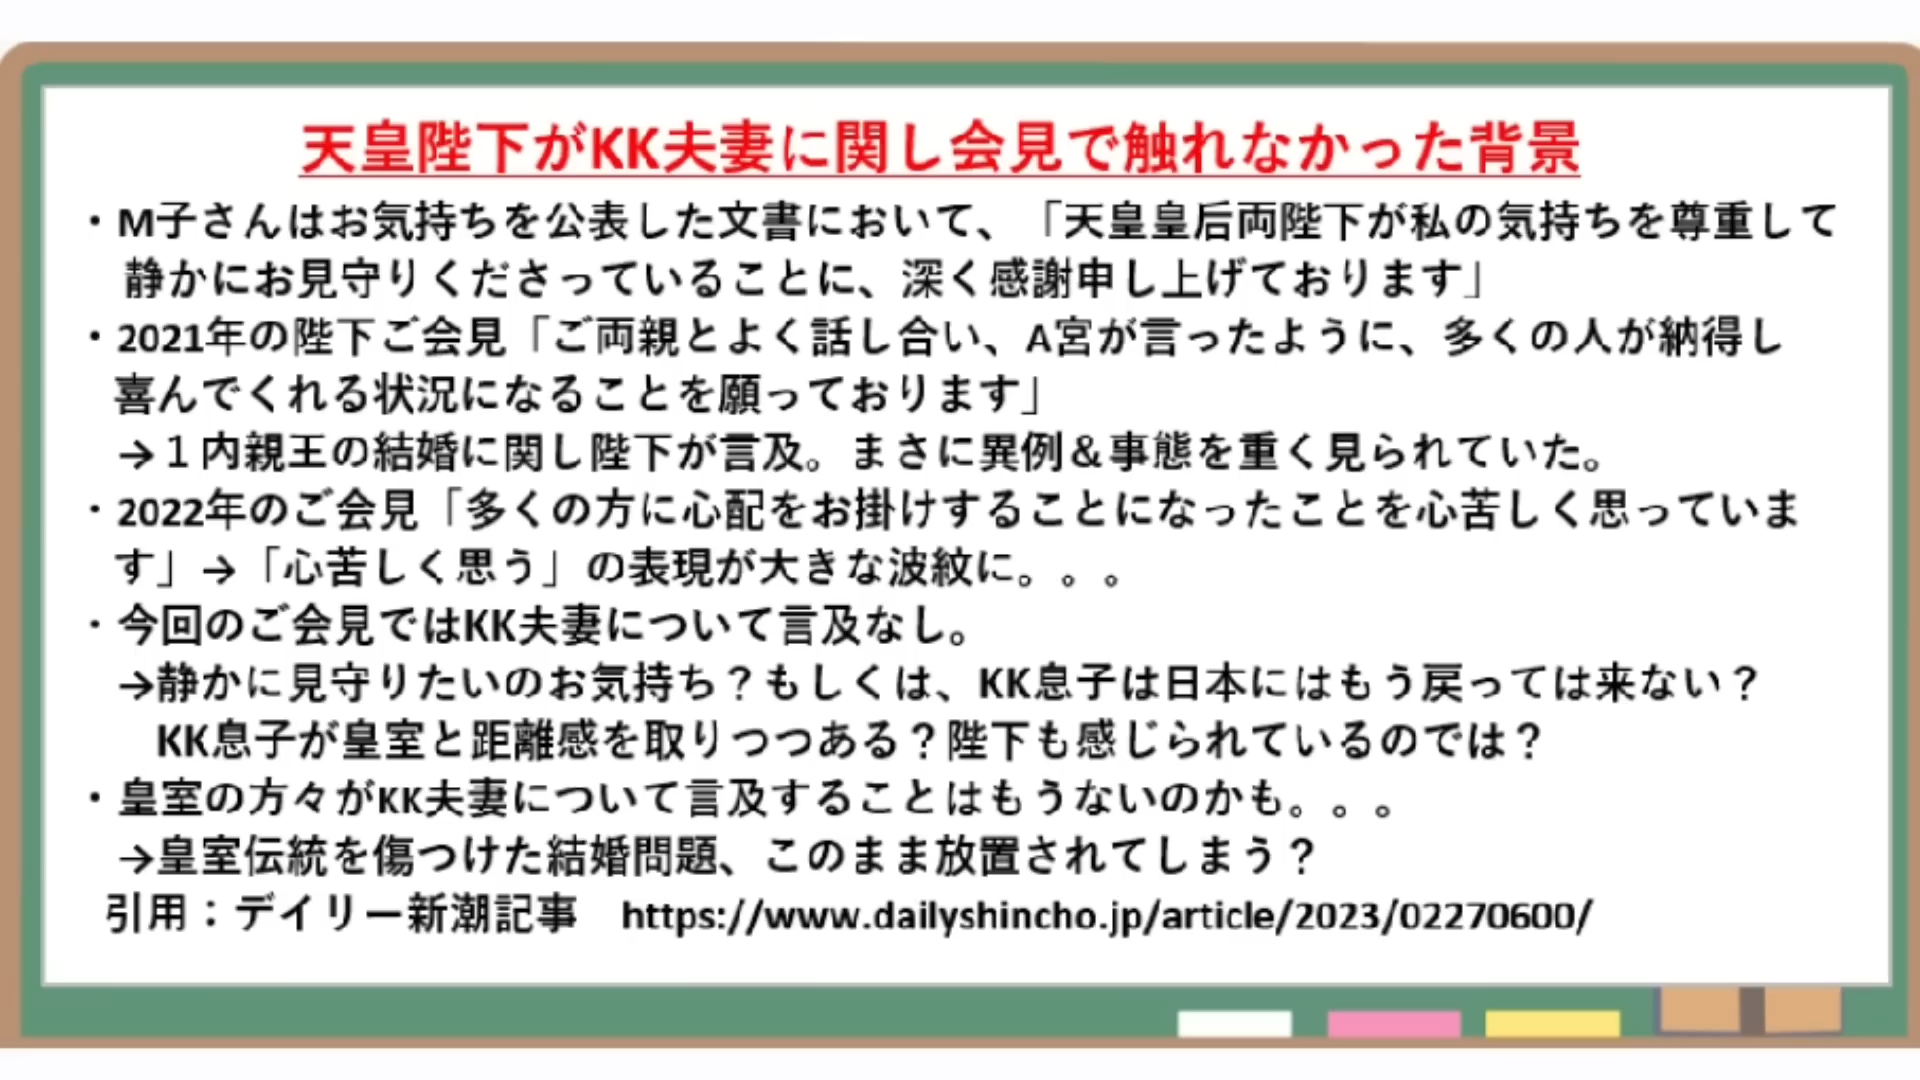 天皇陛下がKK夫妻に関し会見で触れなかった背景
・M子さんはお気持ちを公表した文書において、「天皇皇后両陛下が私の気持ちを尊重して
静かにお見守りくださっていることに、深く感謝申し上げております」
・2021年の陛下ご会見「ご両親とよく話し合い、A宮が言ったように、多くの人が納得し
喜んでくれる状況になることを願っております」
→１内親王の結婚に関し陛下が言及。まさに異例＆事態を重く見られていた。
・2022年のご会見「多くの方に心配をお掛けすることになったことを心苦しく思っていま
す」→「心苦しく思う」の表現が大きな波紋に。。。
・今回のご会見ではKK夫妻について言及なし。
→静かに見守りたいのお気持ち？もしくは、KK息子は日本にはもう戻っては来ない？
KK息子が皇室と距離感を取りつつある？陛下も感じられているのでは？
・皇室の方々がKK夫妻について言及することはもうないのかも。。。
→皇室伝統を傷つけた結婚問題、このまま放置されてしまう？
引用：デイリー新潮記事　https://www.dailyshincho.jp/article/2023/02270600/